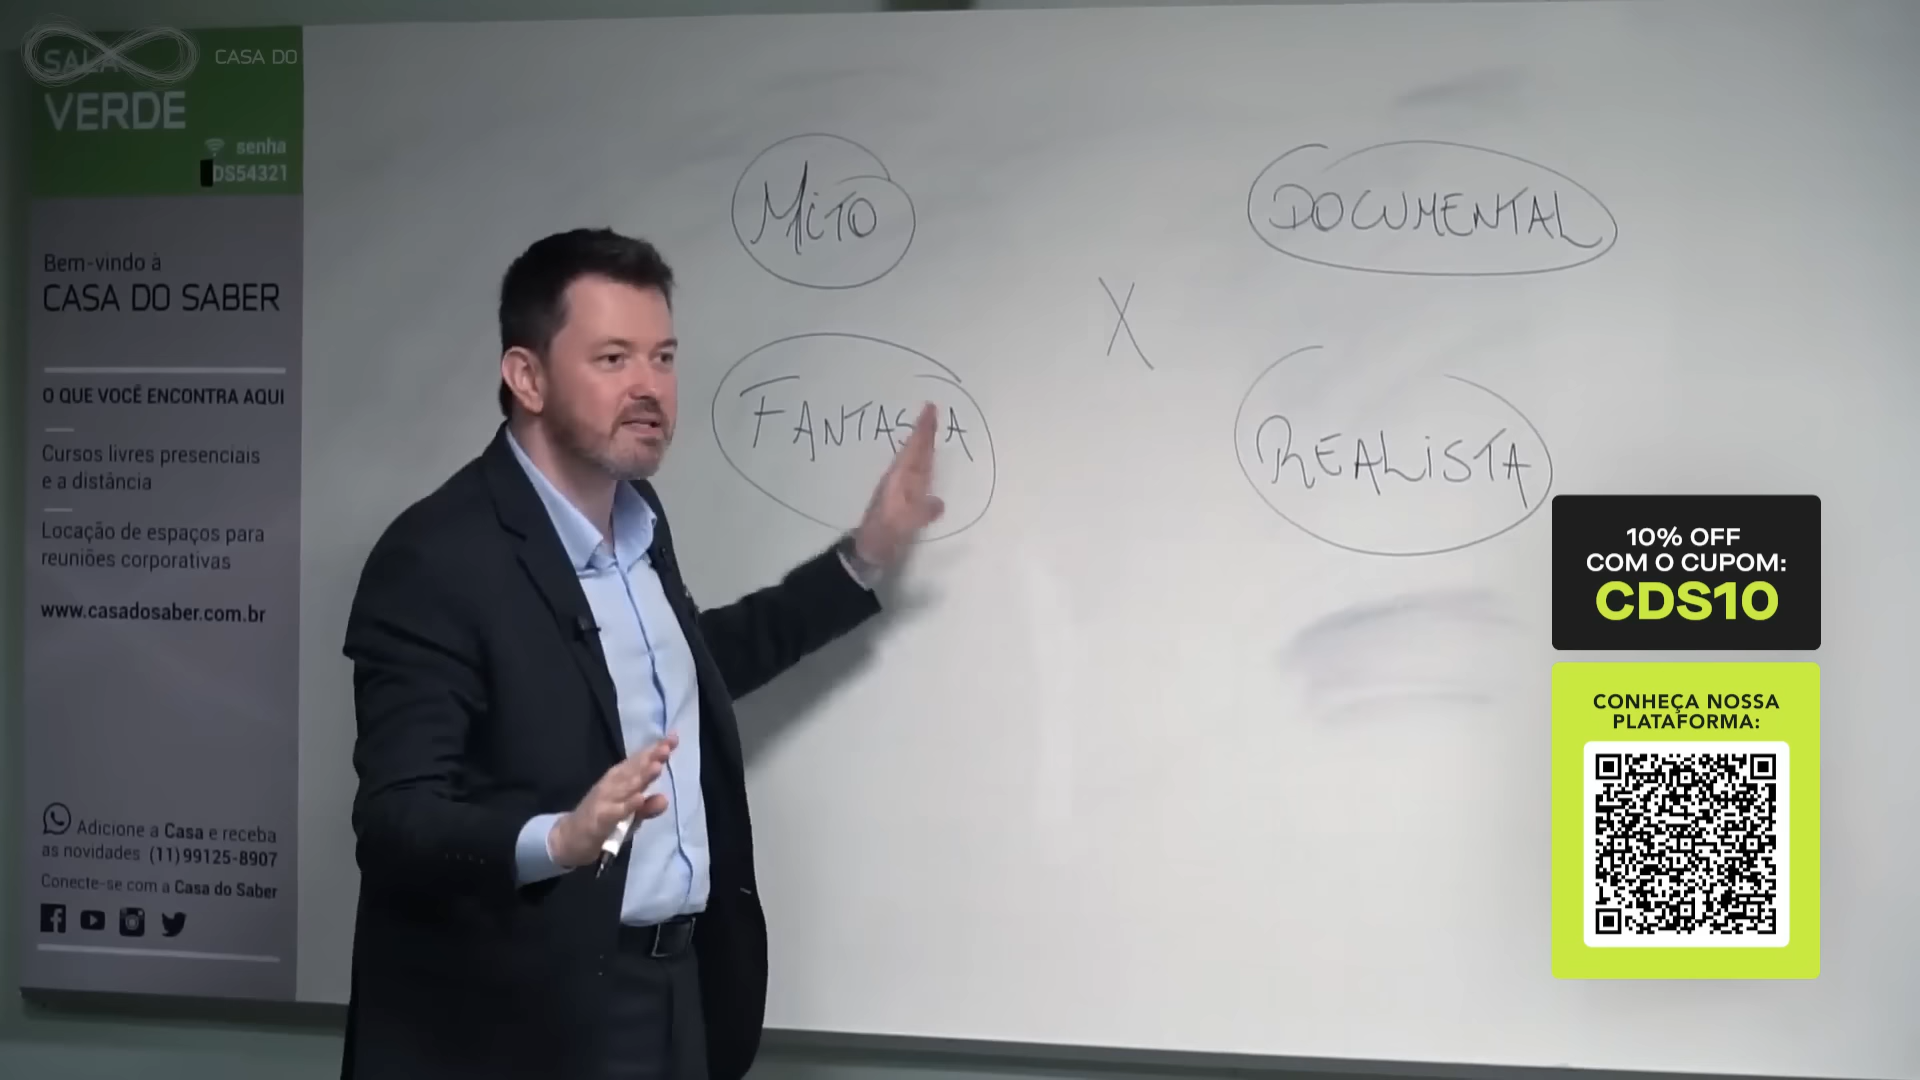 SALA
CASA DO
VERDE
senha
DS54321
Bem-vindo à
CASA DO SABER
O QUE VOCÊ ENCONTRA AQUI
Cursos livres presenciais
e a distância
Locação de espaços para
reuniões corporativas
www.casadosaber.com.br
Adicione a Casa e receba
as novidades (11)99125-8907
Conecte-se com a Casa do Saber
MITO
DOCUMENTAL
X
FANTASIA
REALISTA
10% OFF
COM O CUPOM:
CDS10
CONHEÇA NOSSA
PLATAFORMA: